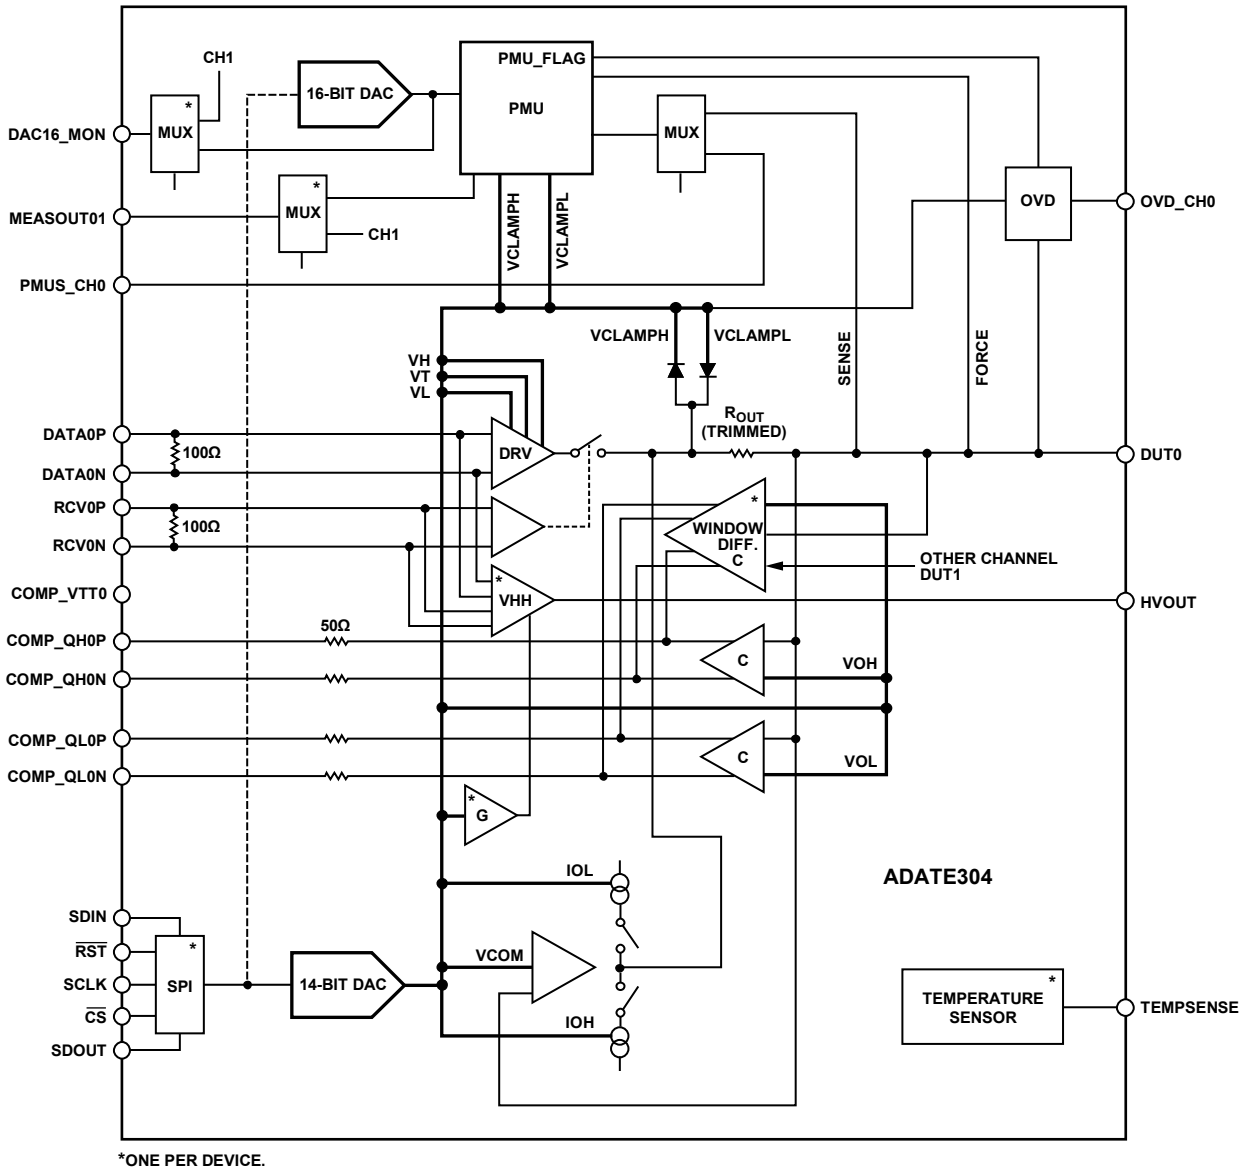 CH1
16-BIT DAC
PMU_FLAG
PMU
*
MUX
MUX
DAC16_MON
*
MUX
CH1
MEASOUT01
VCLAMPH
VCLAMPL
OVD
OVD_CH0
PMUS_CH0
VCLAMPH
VCLAMPL
SENSE
FORCE
VH
VT
VL
ROUT
(TRIMMED)
DATA0P
100Ω
DRV
DUT0
DATA0N
RCV0P
100Ω
RCV0N
*
WINDOW
DIFF.
C
OTHER CHANNEL
DUT1
COMP_VTT0
*
VHH
HVOUT
50Ω
COMP_QH0P
COMP_QH0N
C
VOH
COMP_QL0P
COMP_QL0N
C
VOL
*
G
IOL
ADATE304
SDIN
RST
SCLK
CS
SDOUT
*
SPI
14-BIT DAC
VCOM
IOH
*
TEMPERATURE
SENSOR
TEMPSENSE
*ONE PER DEVICE.